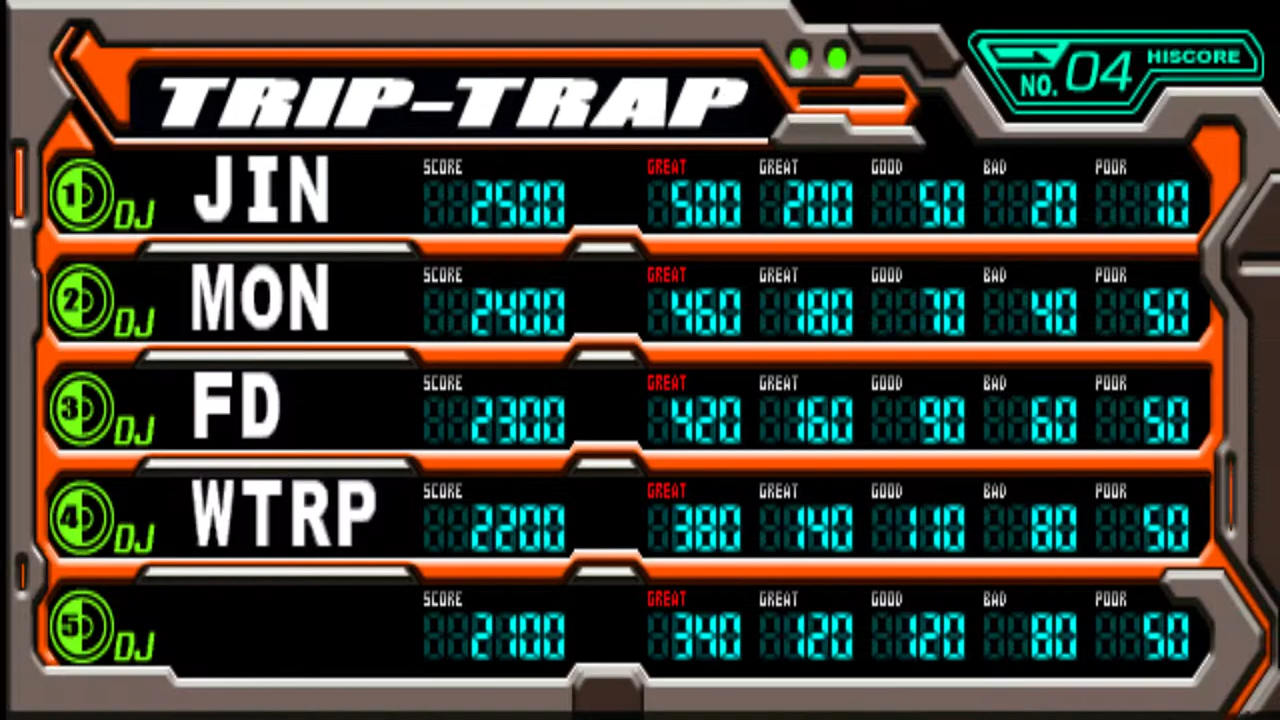 NO. 04 HISCORE
TRIP-TRAP
1 DJ JIN SCORE 2500 GREAT 500 GREAT 200 GOOD 50 BAD 20 POOR 10
2 DJ MON SCORE 2400 GREAT 460 GREAT 180 GOOD 70 BAD 40 POOR 50
3 DJ FD SCORE 2300 GREAT 420 GREAT 160 GOOD 90 BAD 60 POOR 50
4 DJ WTRP SCORE 2200 GREAT 380 GREAT 140 GOOD 110 BAD 80 POOR 50
5 DJ SCORE 2100 GREAT 340 GREAT 120 GOOD 120 BAD 80 POOR 50